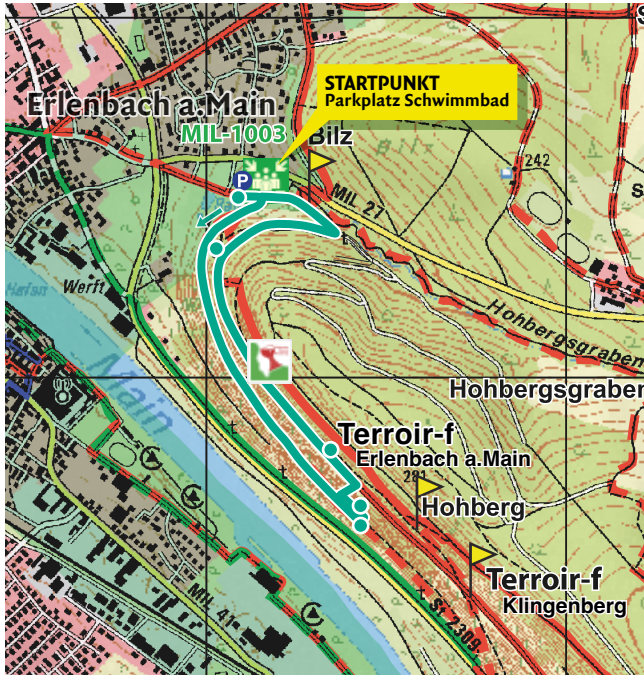 STARTPUNKT
Parkplatz Schwimmbad
Erlenbach a.Main
MIL-1003
Bilz
Bilz
242
P
MIL 27
Werft
Hafen
Main
Hohbergsgraben
Hohbergsgraben
Terroir-f
Erlenbach a.Main
281
Hohberg
Terroir-f
Klingenberg
MIL 41
St 2309